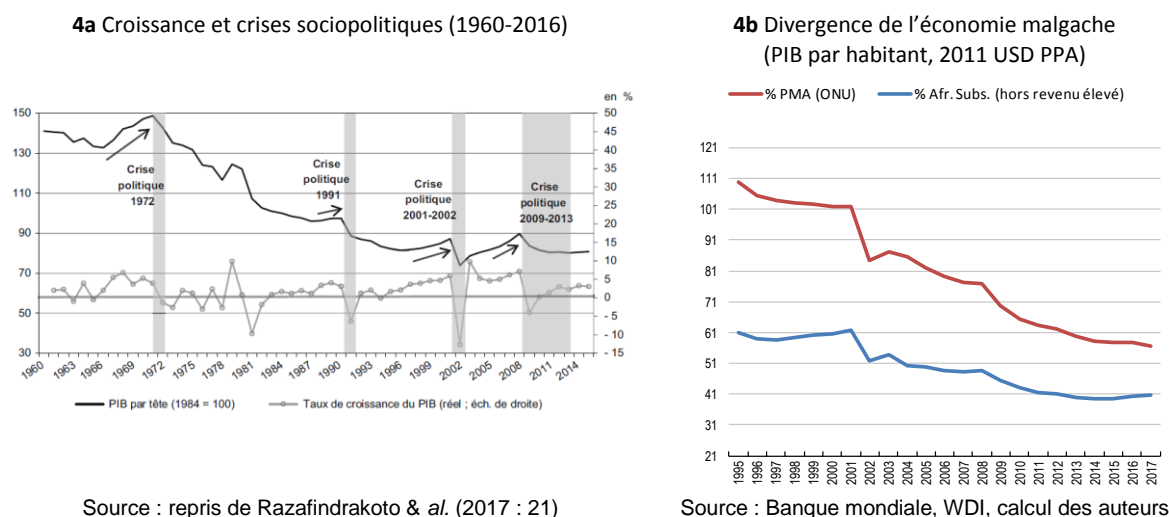 4a Croissance et crises sociopolitiques (1960-2016)
en %
150
130
110
90
70
50
30
50
45
40
35
30
25
20
15
10
5
0
- 5
- 10
- 15
Crise
politique
1972
Crise
politique
1991
Crise
politique
2001-2002
Crise
politique
2009-2013
1960 1963 1966 1969 1972 1975 1978 1981 1984 1987 1990 1993 1996 1999 2002 2005 2008 2011 2014
PIB par tête (1984 = 100) Taux de croissance du PIB (réel ; éch. de droite)
Source : repris de Razafindrakoto & al. (2017 : 21)
4b Divergence de l’économie malgache
(PIB par habitant, 2011 USD PPA)
% PMA (ONU) % Afr. Subs. (hors revenu élevé)
121
111
101
91
81
71
61
51
41
31
21
1995 1996 1997 1998 1999 2000 2001 2002 2003 2004 2005 2006 2007 2008 2009 2010 2011 2012 2013 2014 2015 2016 2017
Source : Banque mondiale, WDI, calcul des auteurs